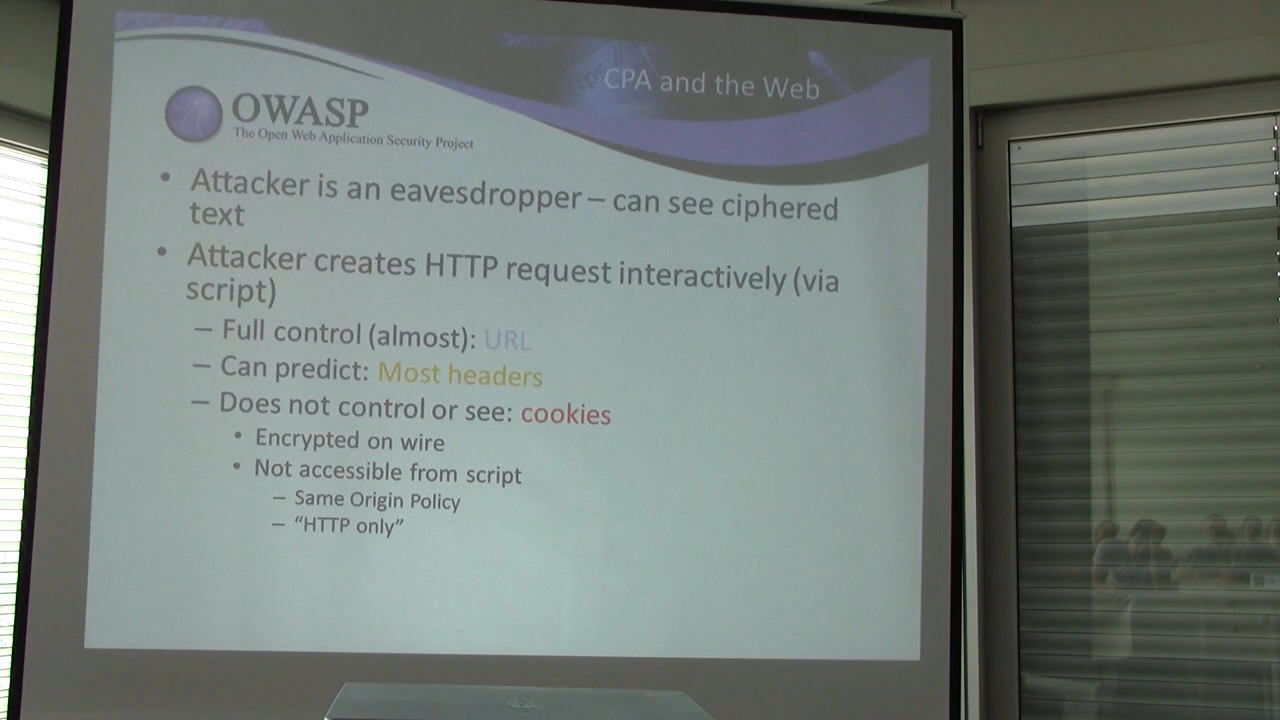 CPA and the Web
OWASP
The Open Web Application Security Project
• Attacker is an eavesdropper – can see ciphered
text
• Attacker creates HTTP request interactively (via
script)
– Full control (almost): URL
– Can predict: Most headers
– Does not control or see: cookies
• Encrypted on wire
• Not accessible from script
– Same Origin Policy
– “HTTP only”